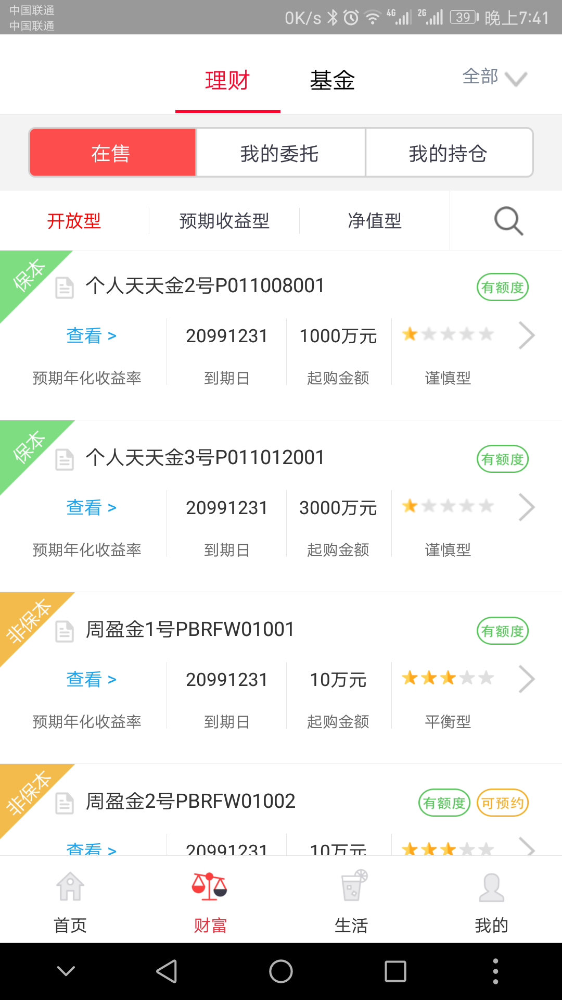 中国联通
中国联通
0K/s 4G 2G 39 晚上7:41
理财 基金 全部
在售 我的委托 我的持仓
开放型 预期收益型 净值型
保本
个人天天金2号P011008001 有额度
查看 > 20991231 1000万元
预期年化收益率 到期日 起购金额 谨慎型
保本
个人天天金3号P011012001 有额度
查看 > 20991231 3000万元
预期年化收益率 到期日 起购金额 谨慎型
非保本
周盈金1号PBRFW01001 有额度
查看 > 20991231 10万元
预期年化收益率 到期日 起购金额 平衡型
非保本
周盈金2号PBRFW01002 有额度 可预约
查看 > 20991231 10万元
首页 财富 生活 我的